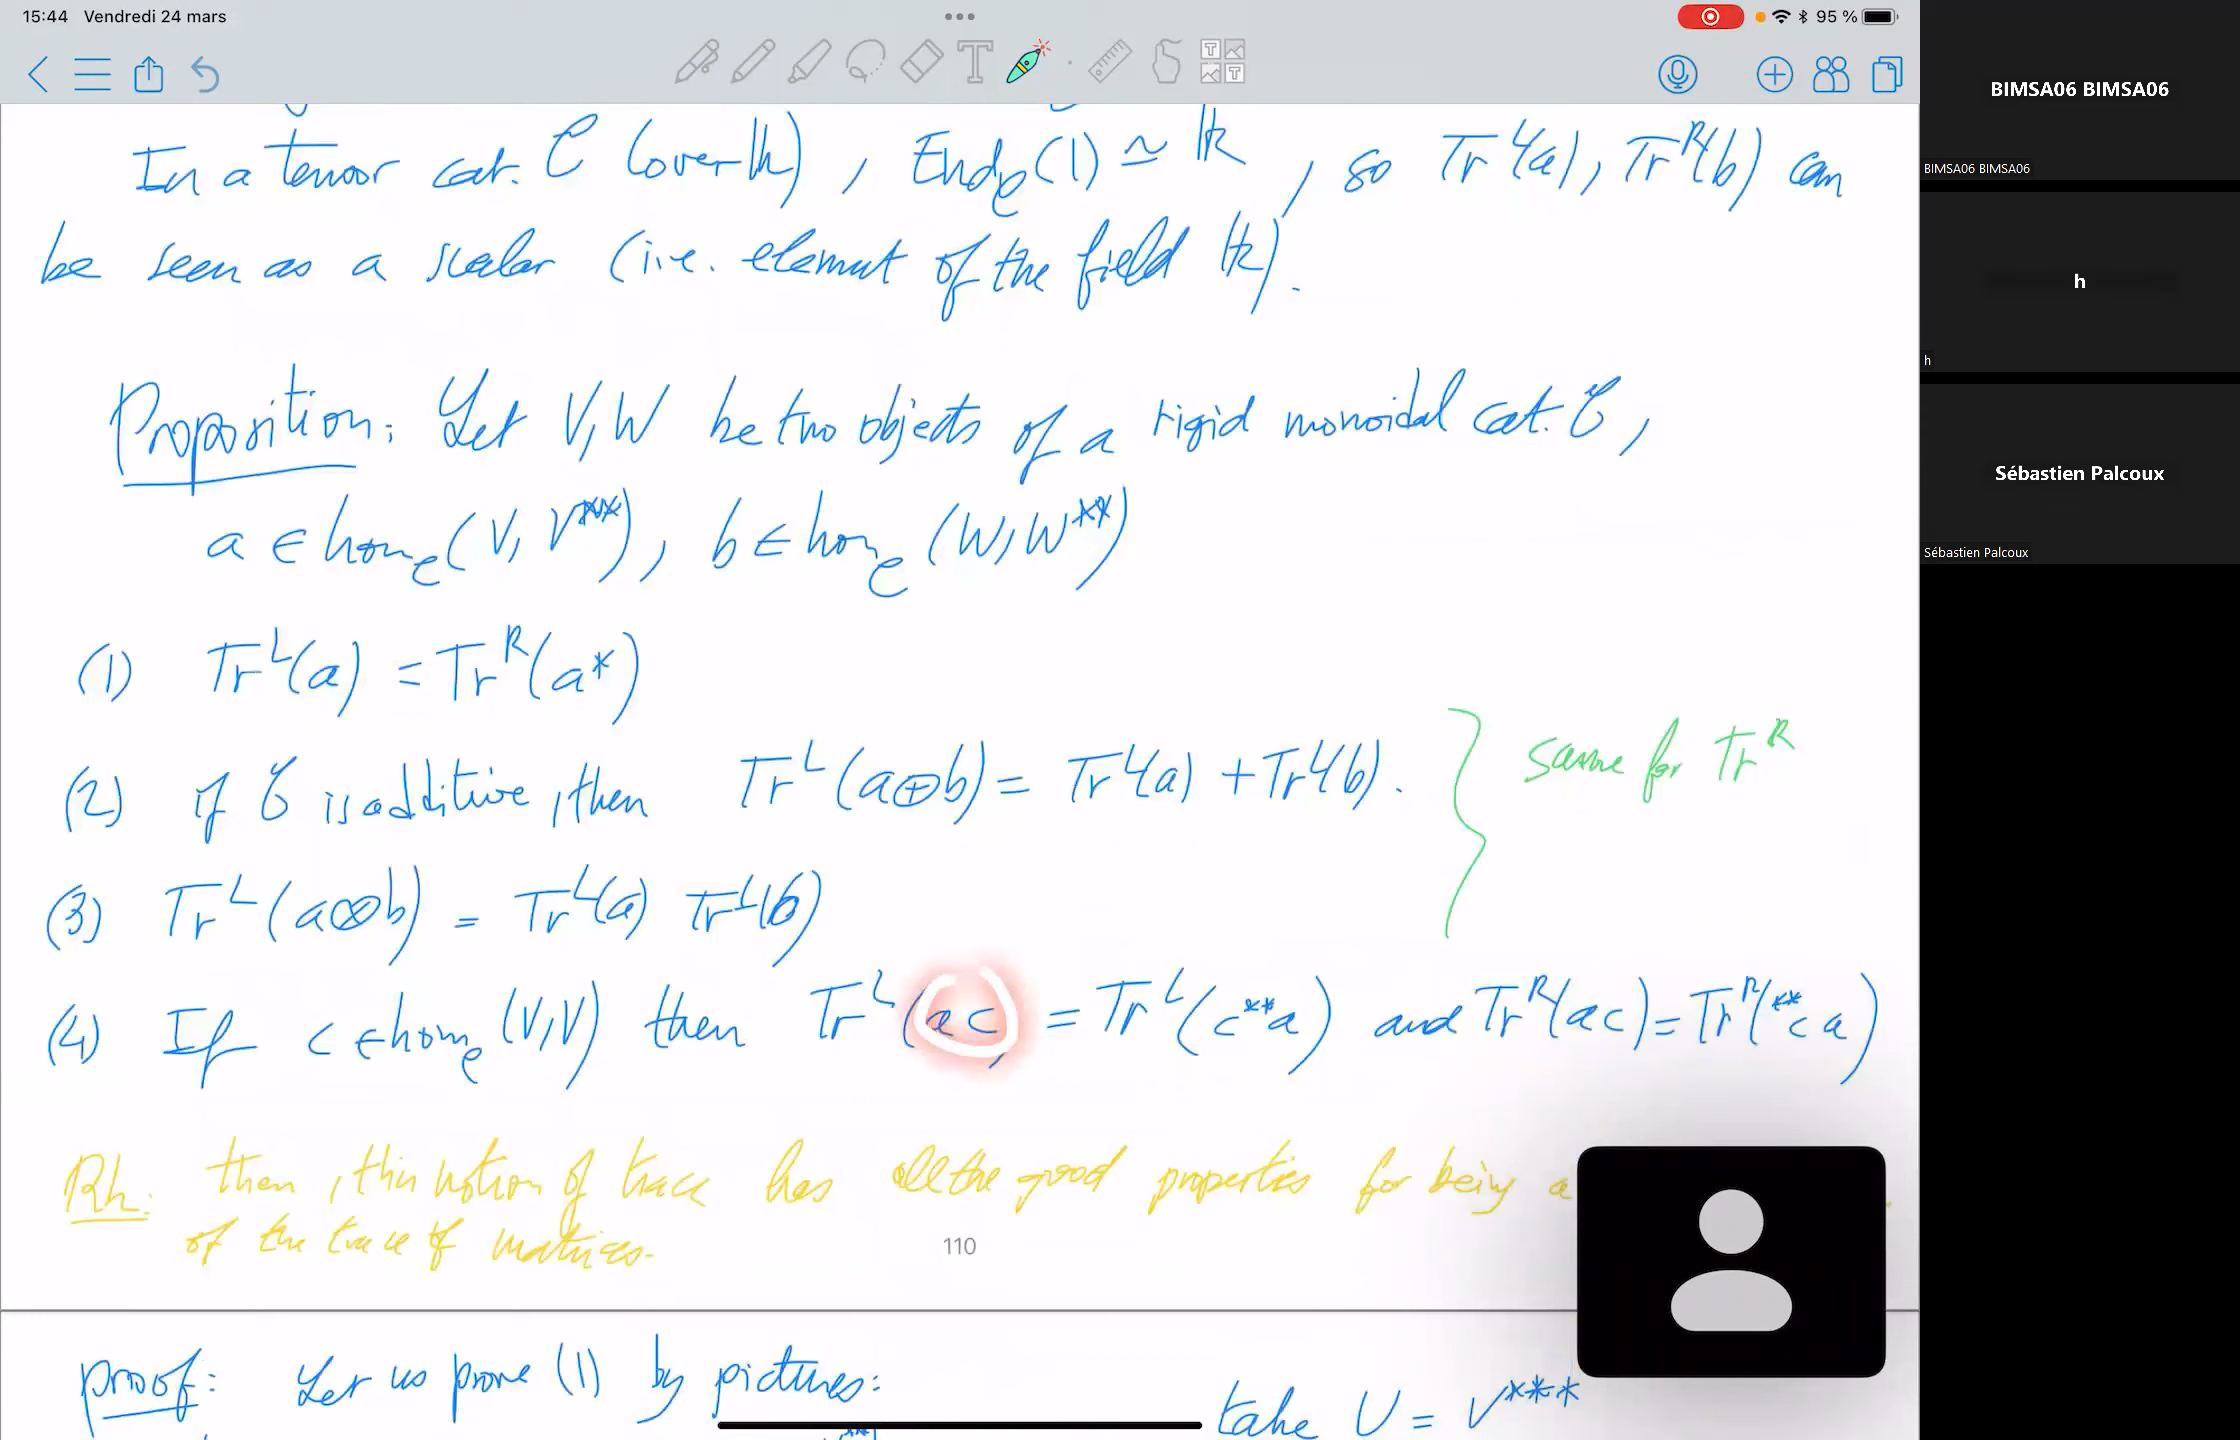 15:44 Vendredi 24 mars
95 %
In a tensor cat. C (over 𝕜), End_C(1) ≃ 𝕜, so Tr^L(a), Tr^R(b) can
be seen as a scalar (i.e. element of the field 𝕜).
Proposition: Let V, W be two objects of a rigid monoidal cat. C,
a ∈ hom_C(V, V**), b ∈ hom_C(W, W**)
(1) Tr^L(a) = Tr^R(a*)
(2) if C is additive, then Tr^L(a⊕b) = Tr^L(a) + Tr^L(b).
same for Tr^R
(3) Tr^L(a⊗b) = Tr^L(a) Tr^L(b)
(4) If c ∈ hom_C(V,V) then Tr^L(ac) = Tr^L(c**a) and Tr^R(ac) = Tr^R(**c a)
Rk: then, this notion of trace has all the good properties for being a
of the trace of matrices.
110
proof: Let us prove (1) by pictures:
take U = V***
BIMSA06 BIMSA06
BIMSA06 BIMSA06
h
h
Sébastien Palcoux
Sébastien Palcoux